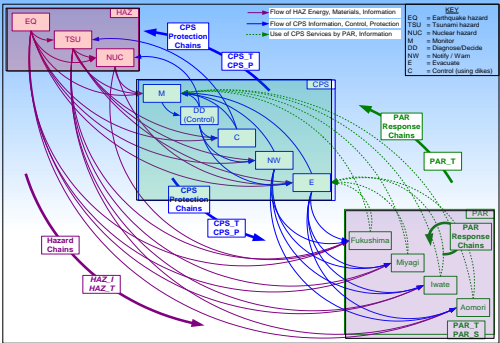 HAZ
EQ
TSU
NUC
CPS
Protection
Chains
CPS_T
CPS_P
Flow of HAZ Energy, Materials, Information
Flow of CPS Information, Control, Protection
Use of CPS Services by PAR, Information
KEY
EQ = Earthquake hazard
TSU = Tsunami hazard
NUC = Nuclear hazard
M = Monitor
DD = Diagnose/Decide
NW = Notify / Warn
E = Evacuate
C = Control (using dikes)
CPS
M
DD
(Control)
C
NW
E
PAR
Response
Chains
PAR_T
CPS
Protection
Chains
CPS_T
CPS_P
Hazard
Chains
HAZ_I
HAZ_T
PAR
Fukushima
Miyagi
Iwate
Aomori
PAR
Response
Chains
PAR_T
PAR_S